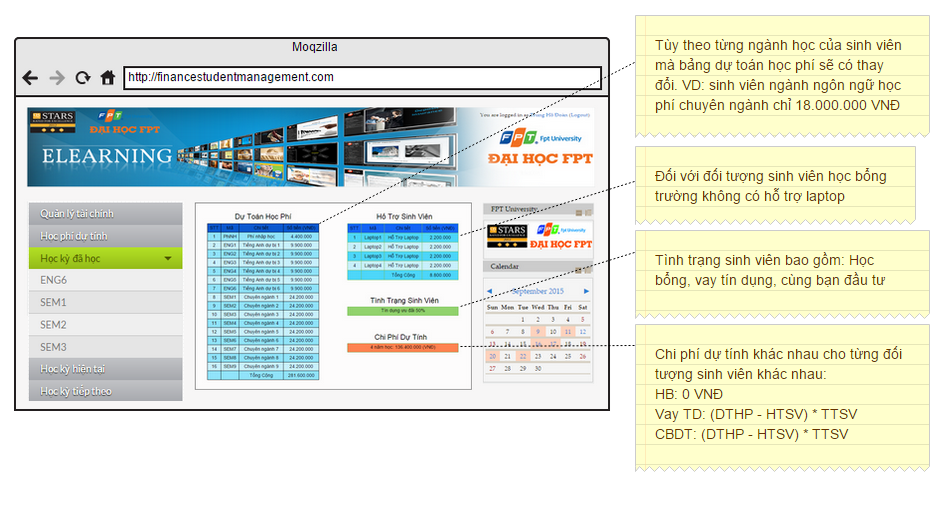 Moqzilla
http://financestudentmanagement.com
STARS
FPT
ĐẠI HỌC FPT
ELEARNING
You are logged in as
(Logout)
FPT Fpt University
ĐẠI HỌC FPT
Quản lý tài chính
Học phí dự tính
Học kỳ đã học
ENG6
SEM1
SEM2
SEM3
Học kỳ hiện tại
Học kỳ tiếp theo
Dự Toán Học Phí
STT Mã Chi tiết Số tiền (VNĐ)
1 PNNH Phí nhập học 4.400.000
2 ENG1 Tiếng Anh dự bị 1 9.900.000
3 ENG2 Tiếng Anh dự bị 2 9.900.000
4 ENG3 Tiếng Anh dự bị 3 9.900.000
5 ENG4 Tiếng Anh dự bị 4 9.900.000
6 ENG5 Tiếng Anh dự bị 5 9.900.000
7 ENG6 Tiếng Anh dự bị 6 9.900.000
8 SEM1 Chuyên ngành 1 24.200.000
9 SEM2 Chuyên ngành 2 24.200.000
10 SEM3 Chuyên ngành 3 24.200.000
11 SEM4 Chuyên ngành 4 24.200.000
12 SEM5 Chuyên ngành 5 24.200.000
13 SEM6 Chuyên ngành 6 24.200.000
14 SEM7 Chuyên ngành 7 24.200.000
15 SEM8 Chuyên ngành 8 24.200.000
16 SEM9 Chuyên ngành 9 24.200.000
Tổng Cộng 281.600.000
Hỗ Trợ Sinh Viên
STT Mã Chi tiết Số tiền (VNĐ)
1 Laptop1 Hỗ Trợ Laptop 2.200.000
2 Laptop2 Hỗ Trợ Laptop 2.200.000
3 Laptop3 Hỗ Trợ Laptop 2.200.000
4 Laptop4 Hỗ Trợ Laptop 2.200.000
Tổng Cộng 8.800.000
Tình Trạng Sinh Viên
Tín dụng ưu đãi 50%
Chi Phí Dự Tính
4 năm học: 136.400.000 (VNĐ)
FPT University
STARS
FPT Fpt University
ĐẠI HỌC FPT
Calendar
September 2015
Sun Mon Tue Wed Thu Fri Sat
1 2 3 4 5
6 7 8 9 10 11 12
13 14 15 16 17 18 19
20 21 22 23 24 25 26
27 28 29 30
Tùy theo từng ngành học của sinh viên
mà bảng dự toán học phí sẽ có thay
đổi. VD: sinh viên ngành ngôn ngữ học
phí chuyên ngành chỉ 18.000.000 VNĐ
Đối với đối tượng sinh viên học bổng
trường không có hỗ trợ laptop
Tình trạng sinh viên bao gồm: Học
bổng, vay tín dụng, cùng bạn đầu tư
Chi phí dự tính khác nhau cho từng đối
tượng sinh viên khác nhau:
HB: 0 VNĐ
Vay TD: (DTHP - HTSV) * TTSV
CBDT: (DTHP - HTSV) * TTSV